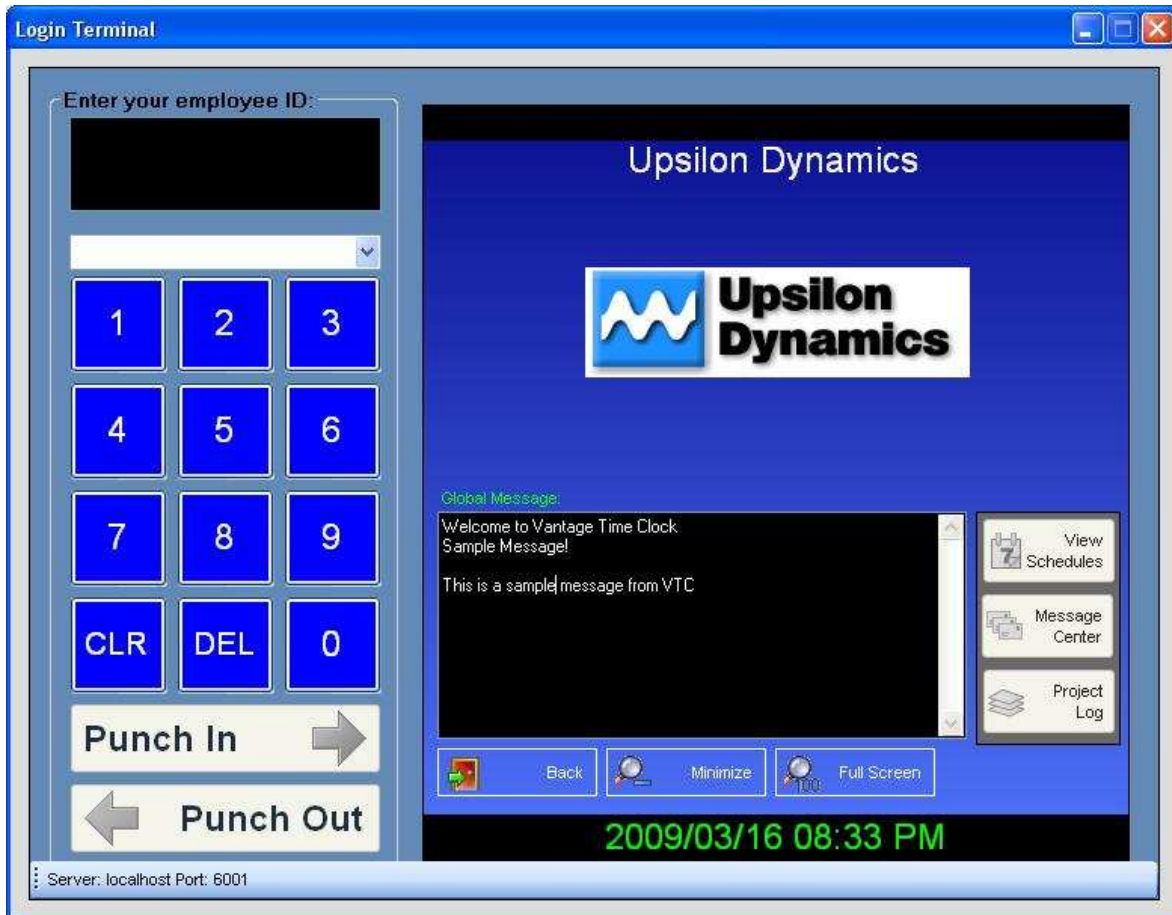 Login Terminal
Enter your employee ID:
1 2 3
4 5 6
7 8 9
CLR DEL 0
Punch In
Punch Out
Upsilon Dynamics
Upsilon
Dynamics
Global Message:
Welcome to Vantage Time Clock
Sample Message!
This is a sample message from VTC
View
Schedules
7
Message
Center
Project
Log
Back
Minimize
Full Screen
100
2009/03/16 08:33 PM
Server: localhost Port: 6001